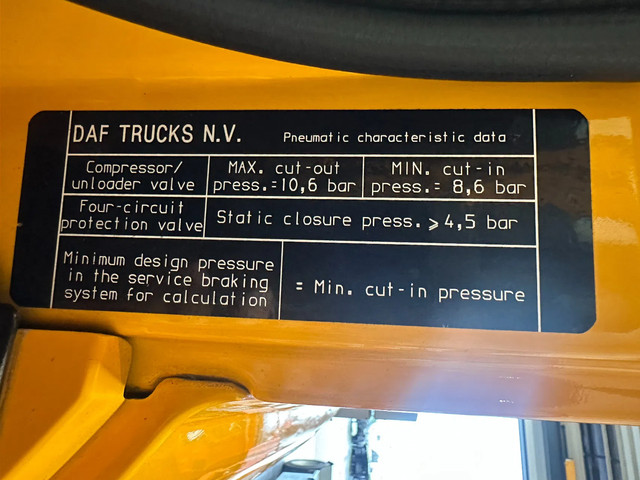 DAF TRUCKS N.V. Pneumatic characteristic data
Compressor/
unloader valve
MAX. cut-out
press.=10,6 bar
MIN. cut-in
press.= 8,6 bar
Four-circuit
protection valve
Static closure press.⩾4,5 bar
Minimum design pressure
in the service braking
system for calculation
= Min. cut-in pressure